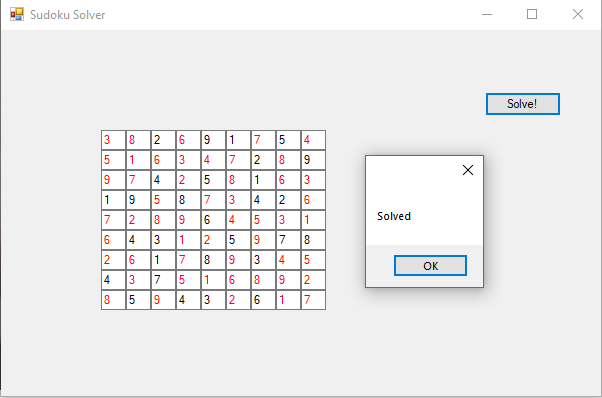 Sudoku Solver
Solve!
3 8 2 6 9 1 7 5 4
5 1 6 3 4 7 2 8 9
9 7 4 2 5 8 1 6 3
1 9 5 8 7 3 4 2 6
7 2 8 9 6 4 5 3 1
6 4 3 1 2 5 9 7 8
2 6 1 7 8 9 3 4 5
4 3 7 5 1 6 8 9 2
8 5 9 4 3 2 6 1 7
Solved
OK